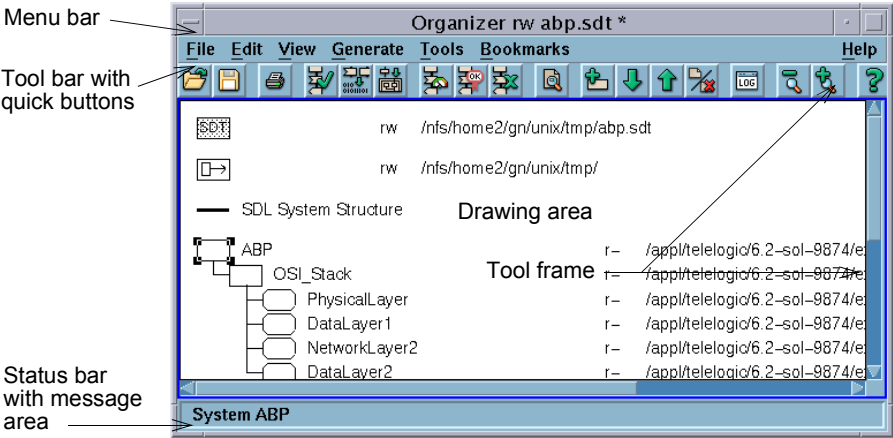 Menu bar
Organizer rw abp.sdt *
File Edit View Generate Tools Bookmarks Help
Tool bar with
quick buttons
OK
LOG
?
SDT rw /nfs/home2/gn/unix/tmp/abp.sdt
rw /nfs/home2/gn/unix/tmp/
SDL System Structure
Drawing area
ABP r– /appl/telelogic/6.2–sol–9874/e
Tool frame
OSI_Stack r– /appl/telelogic/6.2–sol–9874/e
PhysicalLayer r– /appl/telelogic/6.2–sol–9874/e
DataLayer1 r– /appl/telelogic/6.2–sol–9874/e
NetworkLayer2 r– /appl/telelogic/6.2–sol–9874/e
DataLayer2 r– /appl/telelogic/6.2–sol–9874/e
Status bar
with message
area
System ABP